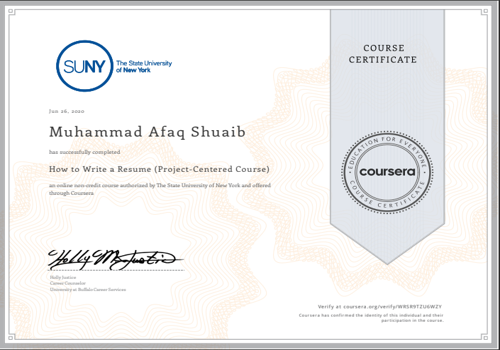 COURSE
CERTIFICATE
SUNY
The State University
of New York
Jun 26, 2020
Muhammad Afaq Shuaib
has successfully completed
How to Write a Resume (Project-Centered Course)
an online non-credit course authorized by The State University of New York and offered
through Coursera
EDUCATION FOR EVERYONE
coursera
COURSE CERTIFICATE
Holly Justice
Career Counselor
University at Buffalo Career Services
Verify at coursera.org/verify/
Coursera has confirmed the identity of this individual and their
participation in the course.